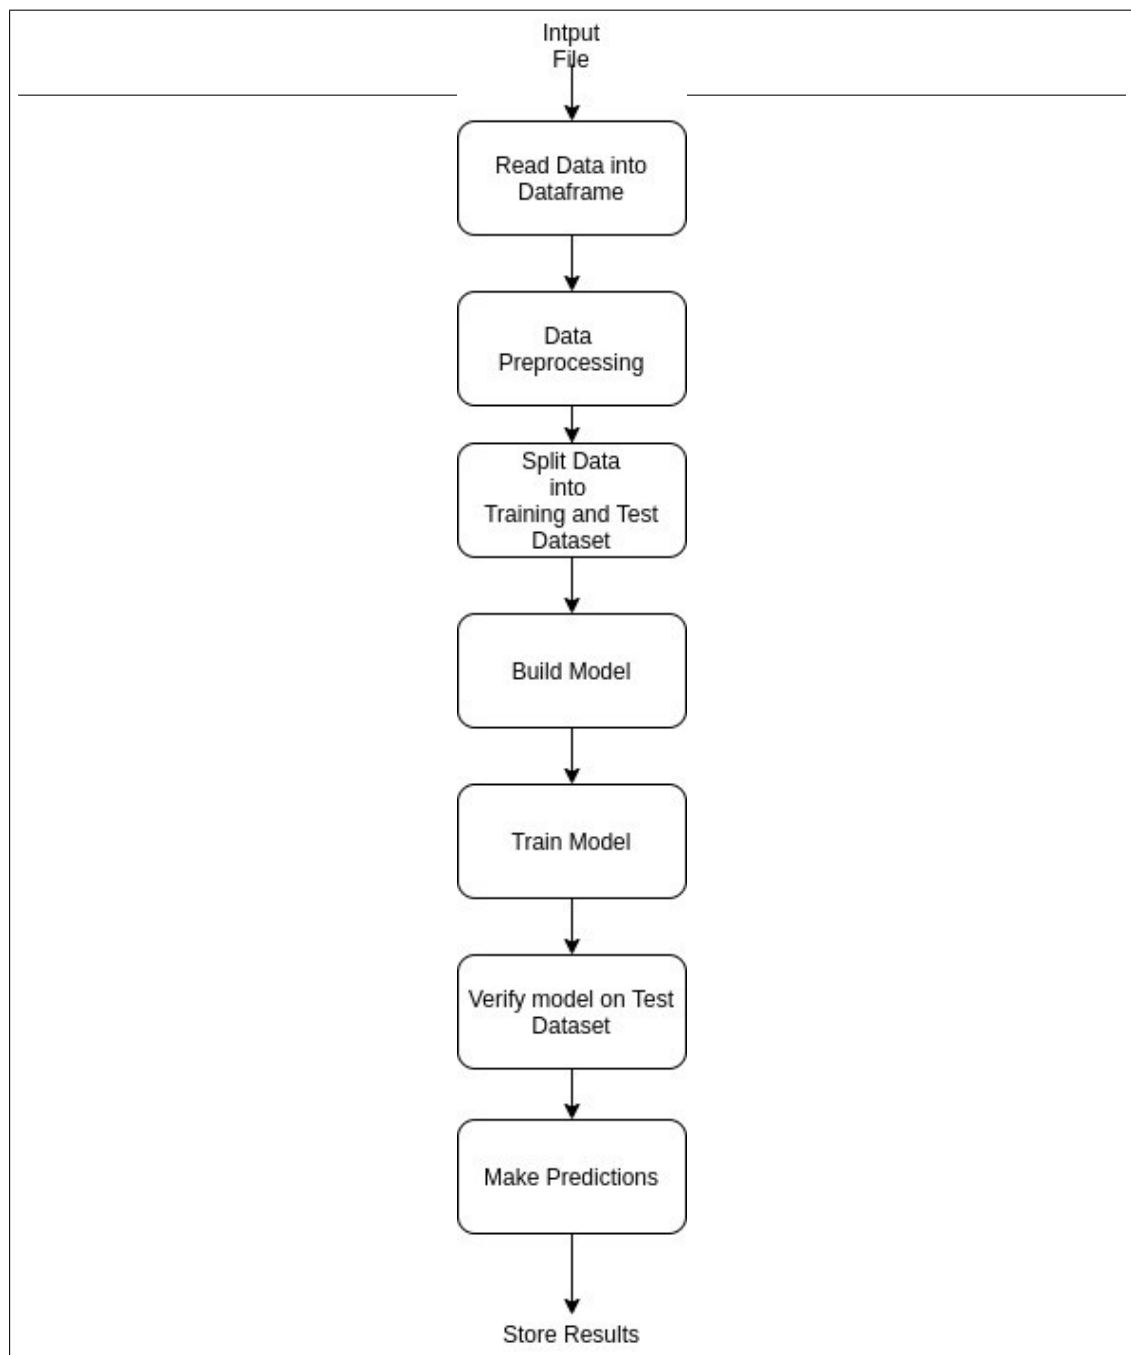 Intput
File
Read Data into
Dataframe
Data
Preprocessing
Split Data
into
Training and Test
Dataset
Build Model
Train Model
Verify model on Test
Dataset
Make Predictions
Store Results